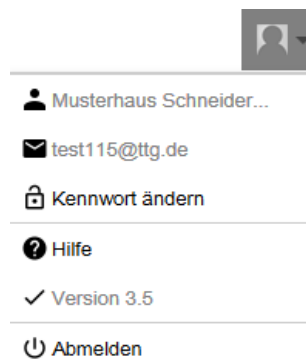 Musterhaus Schneider...
test115@ttg.de
Kennwort ändern
Hilfe
Version 3.5
Abmelden